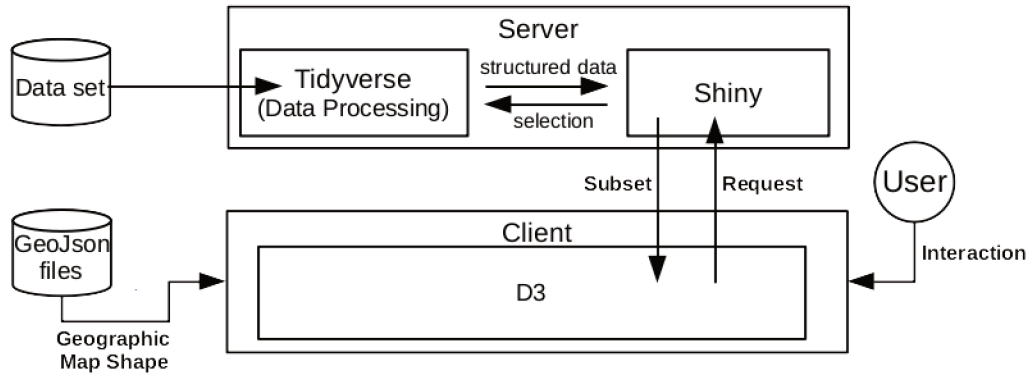 Server
Data set
Tidyverse
(Data Processing)
structured data
selection
Shiny
Subset
Request
User
Interaction
GeoJson
files
Geographic
Map Shape
Client
D3